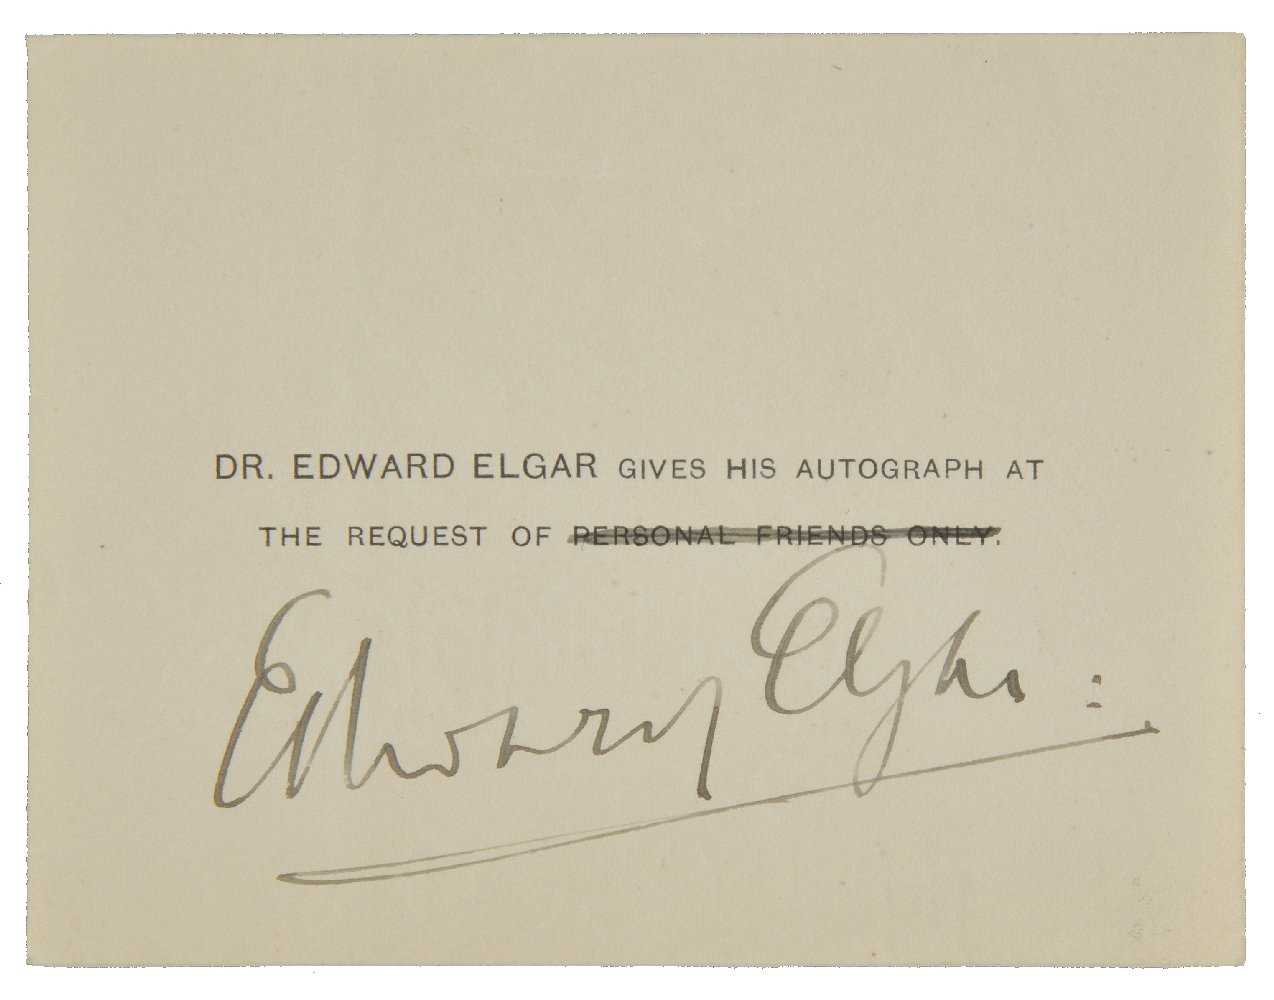 DR. EDWARD ELGAR GIVES HIS AUTOGRAPH AT
THE REQUEST OF PERSONAL FRIENDS ONLY.
Edward Elgar: